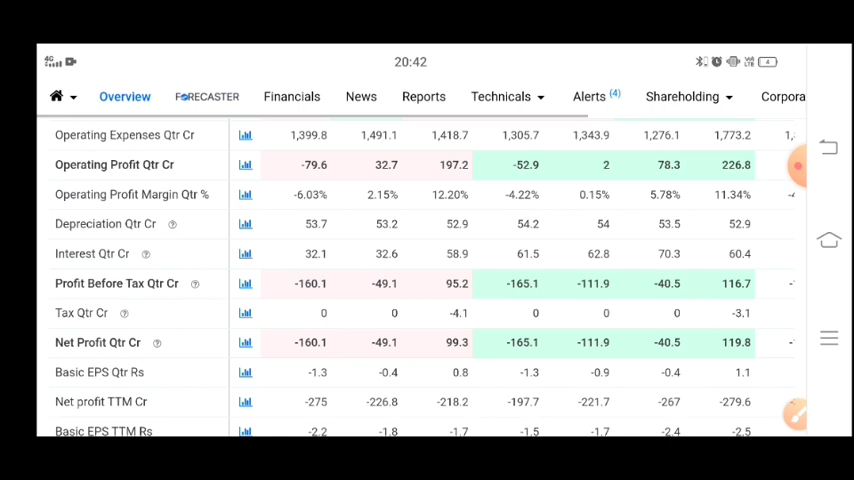 4G 20:42 VoI LTE 4
Overview FORECASTER Financials News Reports Technicals Alerts (4) Shareholding Corpora
Operating Expenses Qtr Cr 1,399.8 1,491.1 1,418.7 1,305.7 1,343.9 1,276.1 1,773.2
Operating Profit Qtr Cr -79.6 32.7 197.2 -52.9 2 78.3 226.8
Operating Profit Margin Qtr % -6.03% 2.15% 12.20% -4.22% 0.15% 5.78% 11.34%
Depreciation Qtr Cr 53.7 53.2 52.9 54.2 54 53.5 52.9
Interest Qtr Cr 32.1 32.6 58.9 61.5 62.8 70.3 60.4
Profit Before Tax Qtr Cr -160.1 -49.1 95.2 -165.1 -111.9 -40.5 116.7
Tax Qtr Cr 0 0 -4.1 0 0 0 -3.1
Net Profit Qtr Cr -160.1 -49.1 99.3 -165.1 -111.9 -40.5 119.8
Basic EPS Qtr Rs -1.3 -0.4 0.8 -1.3 -0.9 -0.4 1.1
Net profit TTM Cr -275 -226.8 -218.2 -197.7 -221.7 -267 -279.6
Basic EPS TTM Rs -2.2 -1.8 -1.7 -1.5 -1.7 -2.4 -2.5